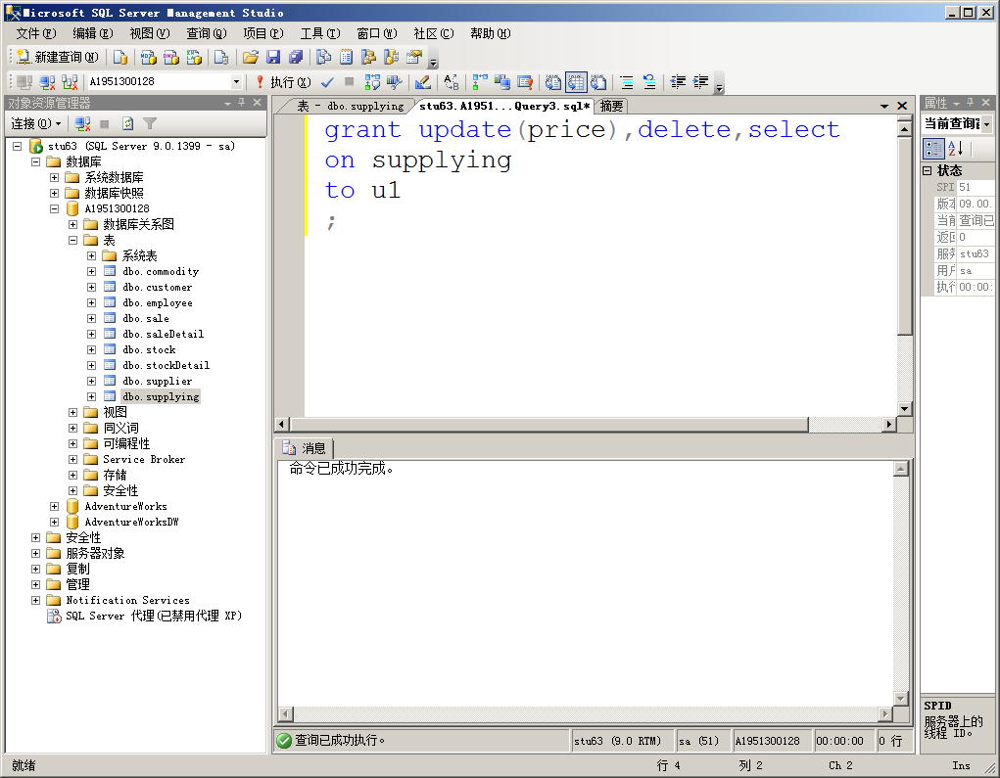 Microsoft SQL Server Management Studio
文件(F) 编辑(E) 视图(V) 查询(Q) 项目(P) 工具(T) 窗口(W) 社区(C) 帮助(H)
新建查询(N)
A1951300128 执行(X)
对象资源管理器
连接(O)
stu63 (SQL Server 9.0.1399 - sa)
数据库
系统数据库
数据库快照
A1951300128
数据库关系图
表
系统表
dbo.commodity
dbo.customer
dbo.employee
dbo.sale
dbo.saleDetail
dbo.stock
dbo.stockDetail
dbo.supplier
dbo.supplying
视图
同义词
可编程性
Service Broker
存储
安全性
AdventureWorks
AdventureWorksDW
安全性
服务器对象
复制
管理
Notification Services
SQL Server 代理(已禁用代理 XP)
表 - dbo.supplying stu63.A1951...Query3.sql* 摘要
grant update(price),delete,select
on supplying
to u1
;
消息
命令已成功完成。
查询已成功执行。 stu63 (9.0 RTM) sa (51) A1951300128 00:00:00 0 行
属性
当前查询
状态
SPI 51
版本 09.00.
当前 查询已
返回 0
服务 stu63
用户 sa
执行 00:00:
SPID
服务器上的
线程 ID。
就绪 行 4 列 2 Ch 2 Ins